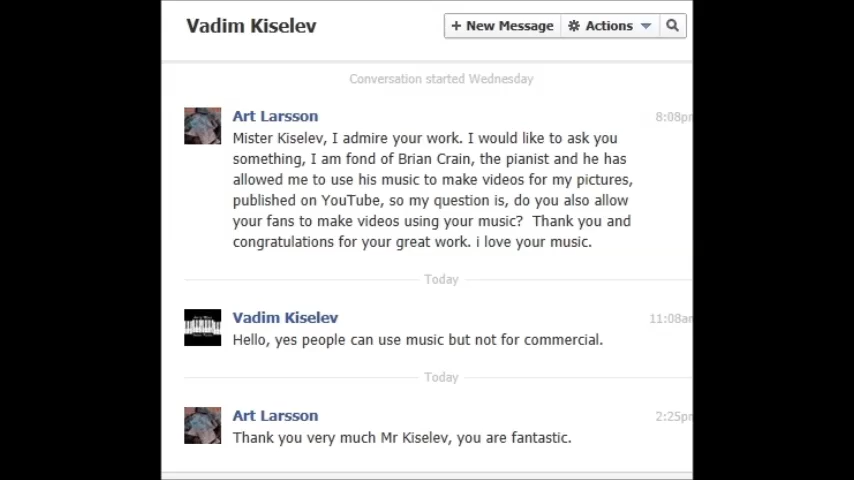 Vadim Kiselev
+ New Message
Actions
Conversation started Wednesday
Art Larsson
8:08pm
Mister Kiselev, I admire your work. I would like to ask you
something, I am fond of Brian Crain, the pianist and he has
allowed me to use his music to make videos for my pictures,
published on YouTube, so my question is, do you also allow
your fans to make videos using your music?  Thank you and
congratulations for your great work. i love your music.
Today
Vadim Kiselev
11:08am
Hello, yes people can use music but not for commercial.
Today
Art Larsson
2:25pm
Thank you very much Mr Kiselev, you are fantastic.